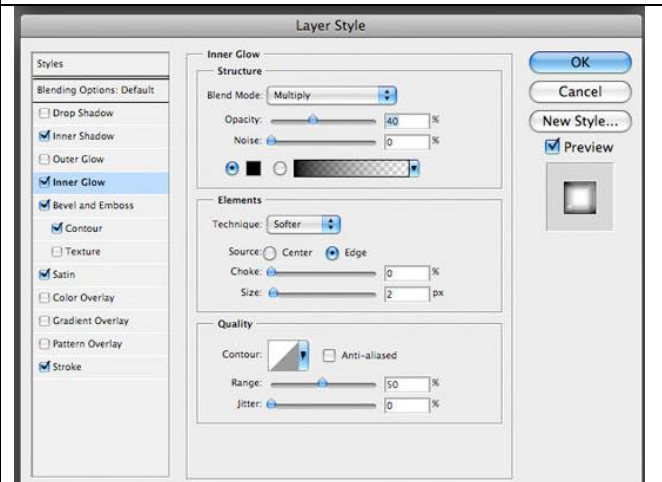 Layer Style
Styles
Blending Options: Default
Drop Shadow
Inner Shadow
Outer Glow
Inner Glow
Bevel and Emboss
Contour
Texture
Satin
Color Overlay
Gradient Overlay
Pattern Overlay
Stroke
Inner Glow
Structure
Blend Mode: Multiply
Opacity: 40 %
Noise: 0 %
Elements
Technique: Softer
Source: Center Edge
Choke: 0 %
Size: 2 px
Quality
Contour: Anti-aliased
Range: 50 %
Jitter: 0 %
OK
Cancel
New Style...
Preview